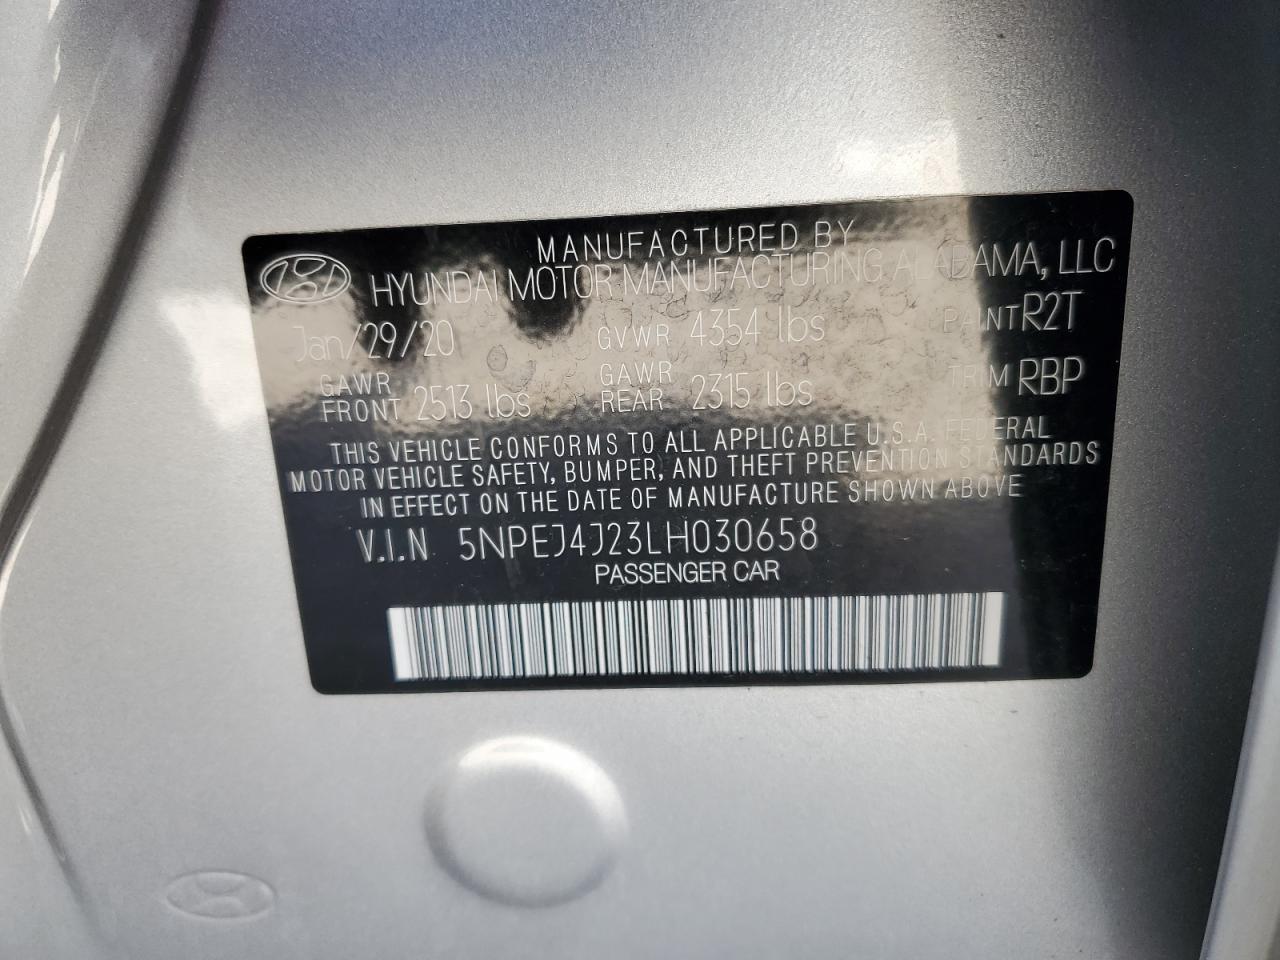 MANUFACTURED BY
HYUNDAI MOTOR MANUFACTURING ALABAMA, LLC
Jan/29/20 GVWR 4354 lbs PAINT R2T
GAWR FRONT 2513 lbs GAWR REAR 2315 lbs TRIM RBP
THIS VEHICLE CONFORMS TO ALL APPLICABLE U.S.A. FEDERAL
MOTOR VEHICLE SAFETY, BUMPER, AND THEFT PREVENTION STANDARDS
IN EFFECT ON THE DATE OF MANUFACTURE SHOWN ABOVE
V.I.N 5NPEJ4J23LH030658
PASSENGER CAR